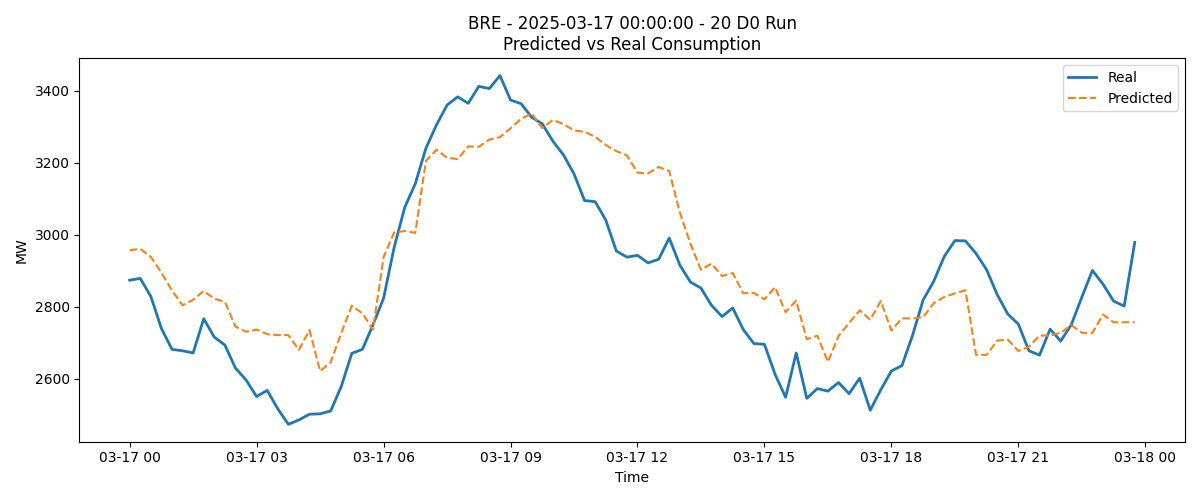 BRE - 2025-03-17 00:00:00 - 20 D0 Run
Predicted vs Real Consumption
Real
Predicted
MW
3400
3200
3000
2800
2600
03-17 00
03-17 03
03-17 06
03-17 09
03-17 12
03-17 15
03-17 18
03-17 21
03-18 00
Time